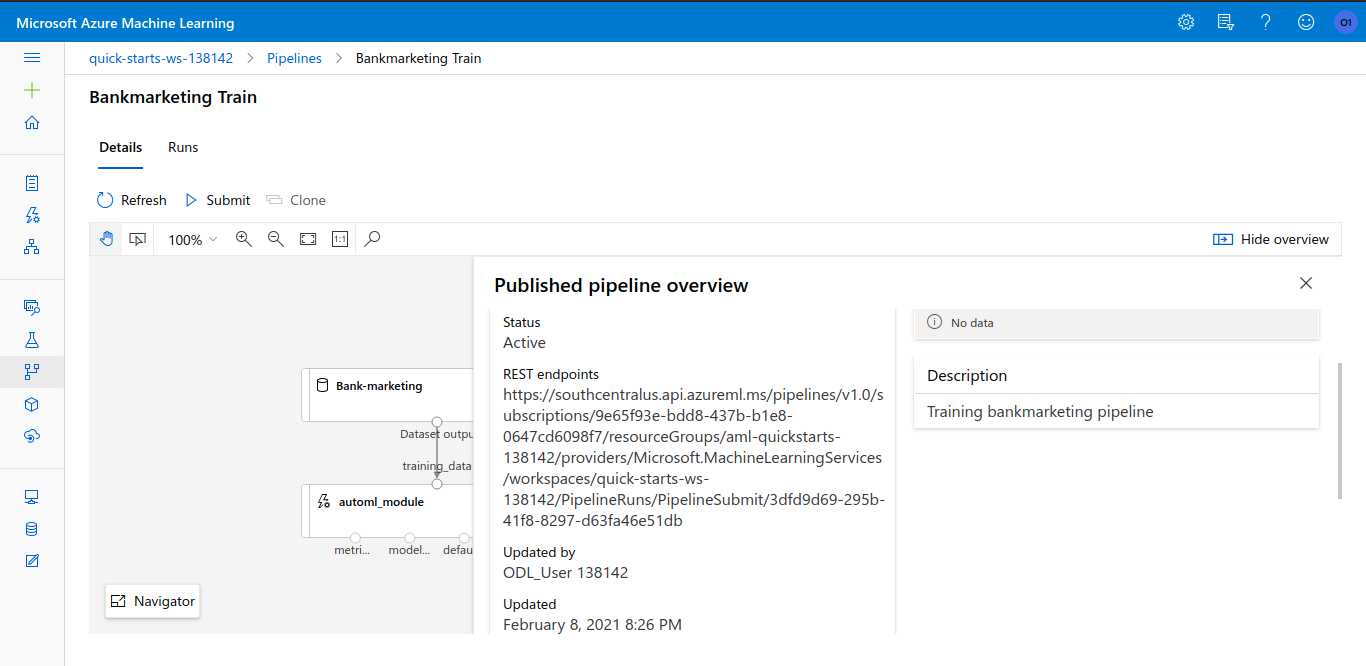 Microsoft Azure Machine Learning
O1
quick-starts-ws-138142 > Pipelines > Bankmarketing Train
Bankmarketing Train
Details Runs
Refresh Submit Clone
100% 1:1 Hide overview
Bank-marketing
Dataset outpu
training_data
automl_module
metri... model... defau
Navigator
Published pipeline overview
Status
Active
REST endpoints
https://southcentralus.api.azureml.ms/pipelines/v1.0/s
ubscriptions/9e65f93e-bdd8-437b-b1e8-
0647cd6098f7/resourceGroups/aml-quickstarts-
138142/providers/Microsoft.MachineLearningServices
/workspaces/quick-starts-ws-
138142/PipelineRuns/PipelineSubmit/3dfd9d69-295b-
41f8-8297-d63fa46e51db
Updated by
ODL_User 138142
Updated
February 8, 2021 8:26 PM
No data
Description
Training bankmarketing pipeline